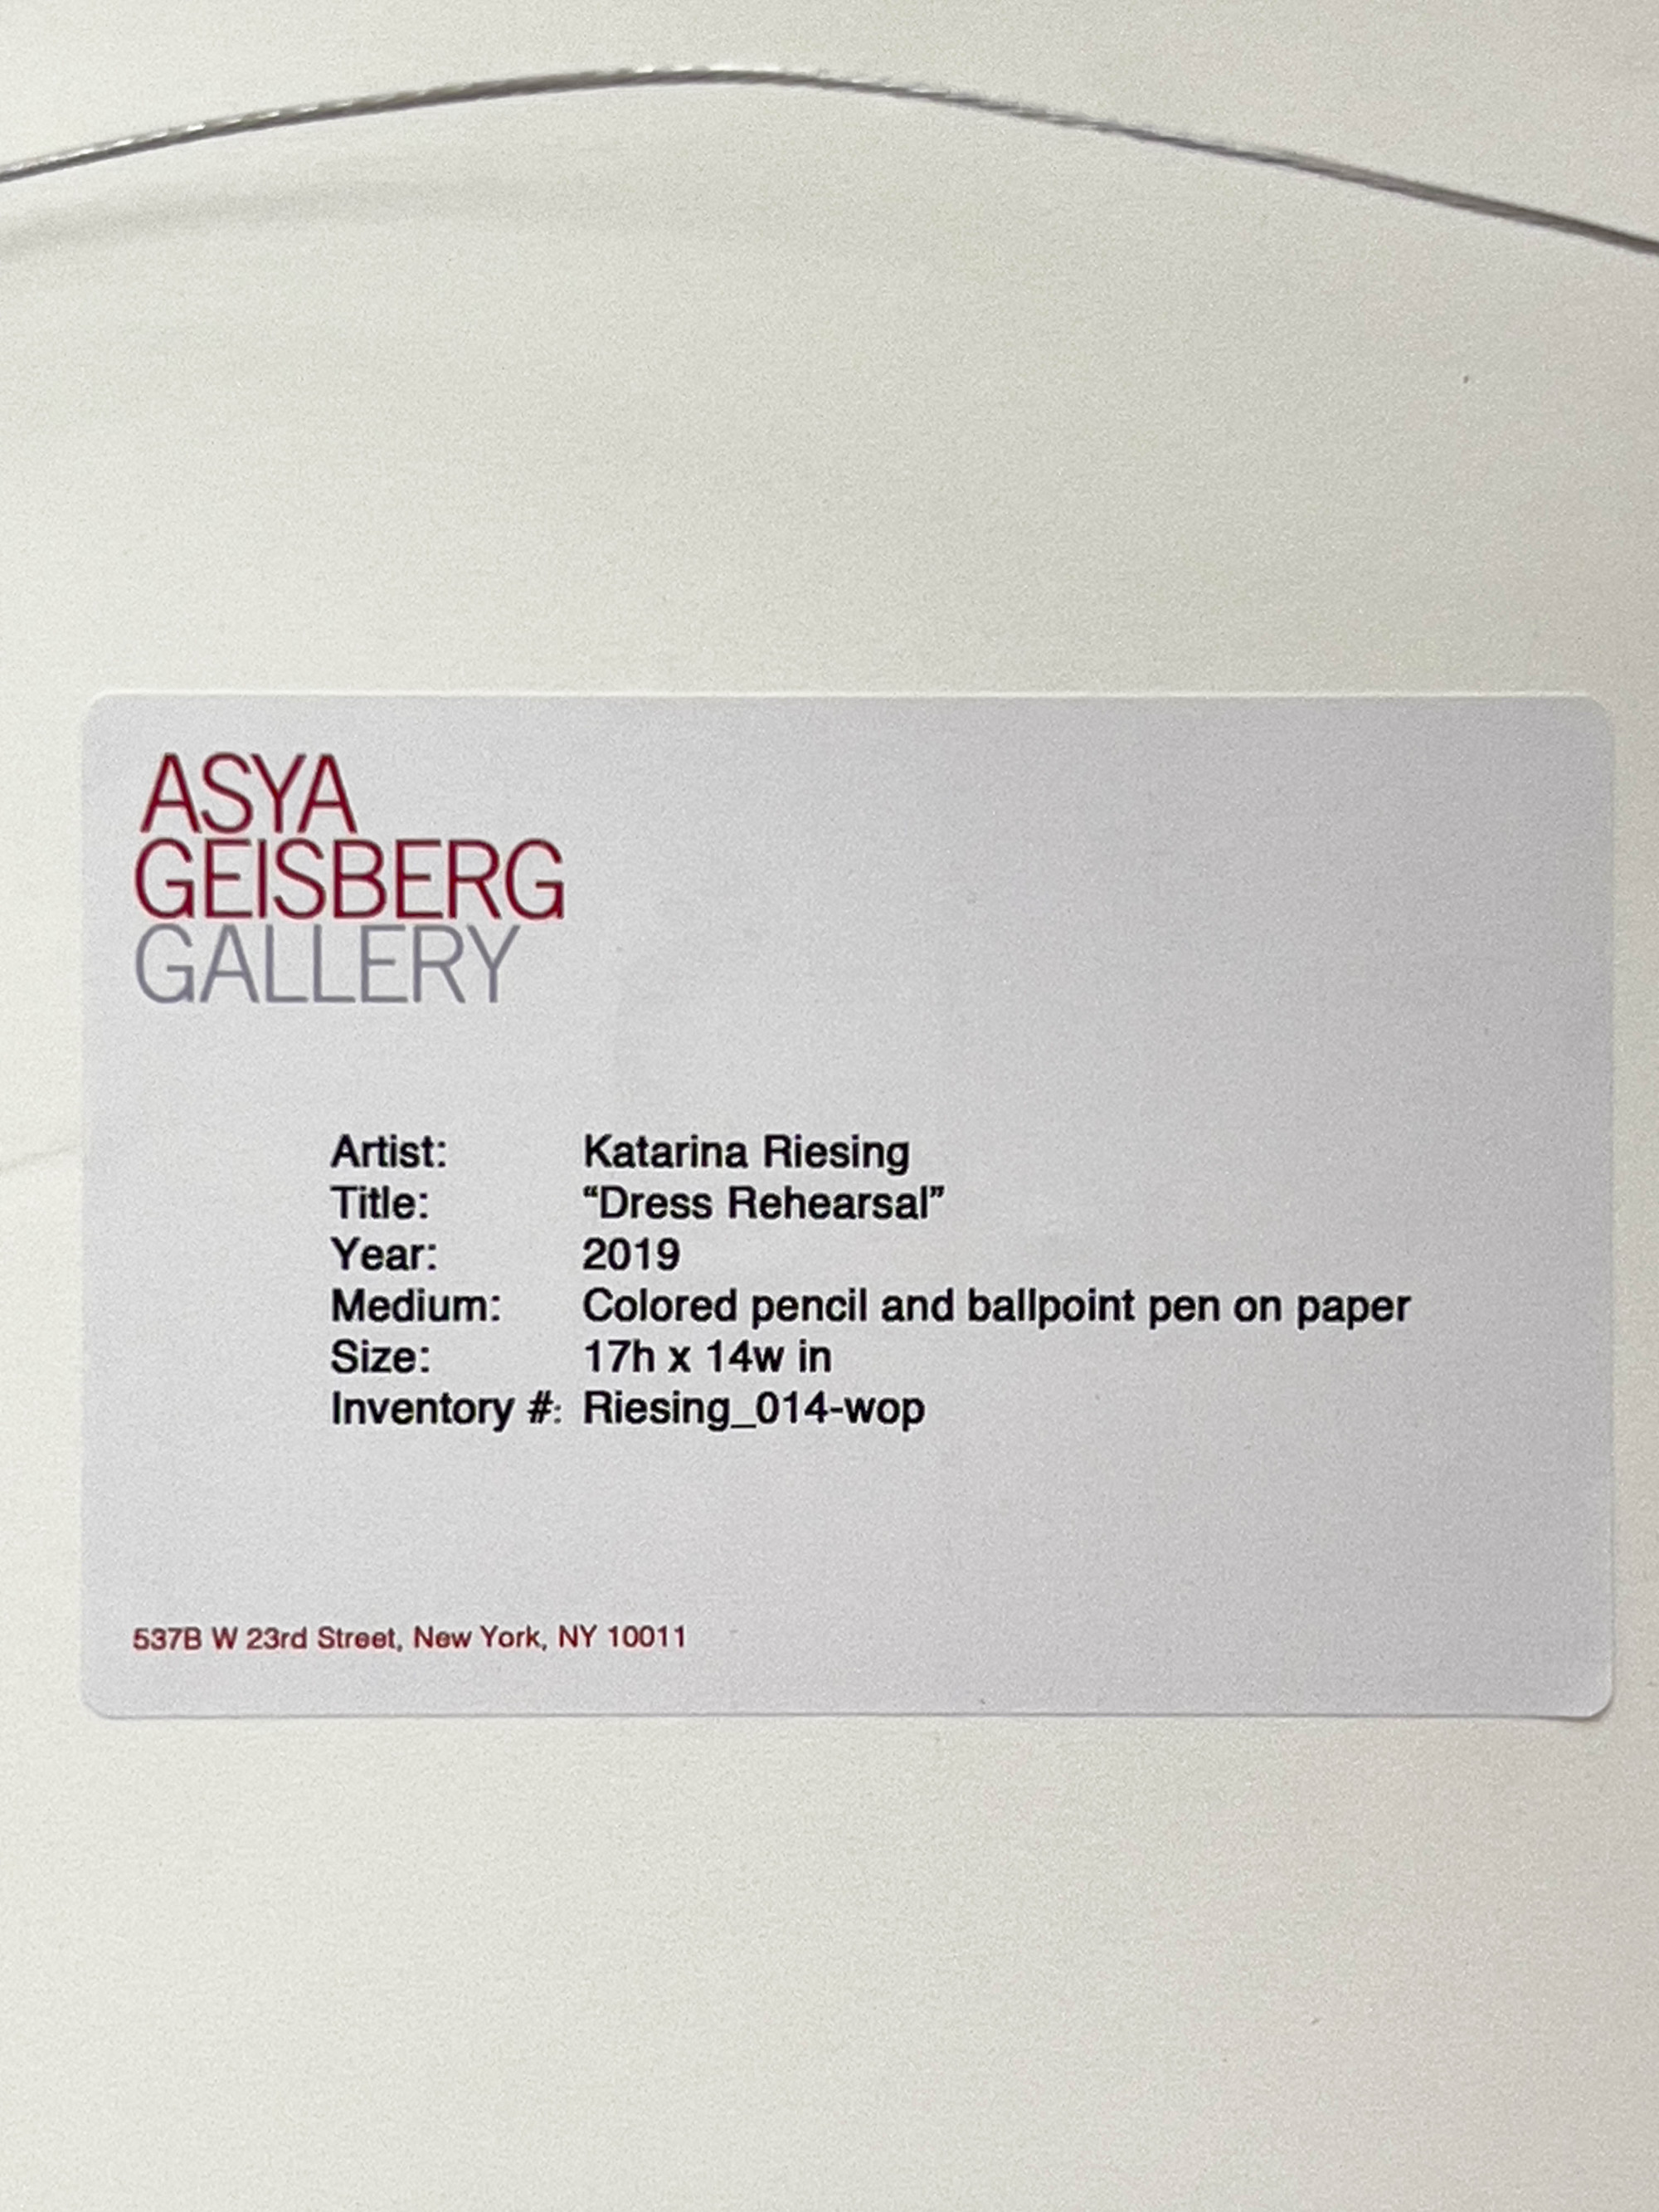 ASYA
GEISBERG
GALLERY
Artist: Katarina Riesing
Title: “Dress Rehearsal”
Year: 2019
Medium: Colored pencil and ballpoint pen on paper
Size: 17h x 14w in
Inventory #: Riesing_014-wop
537B W 23rd Street, New York, NY 10011